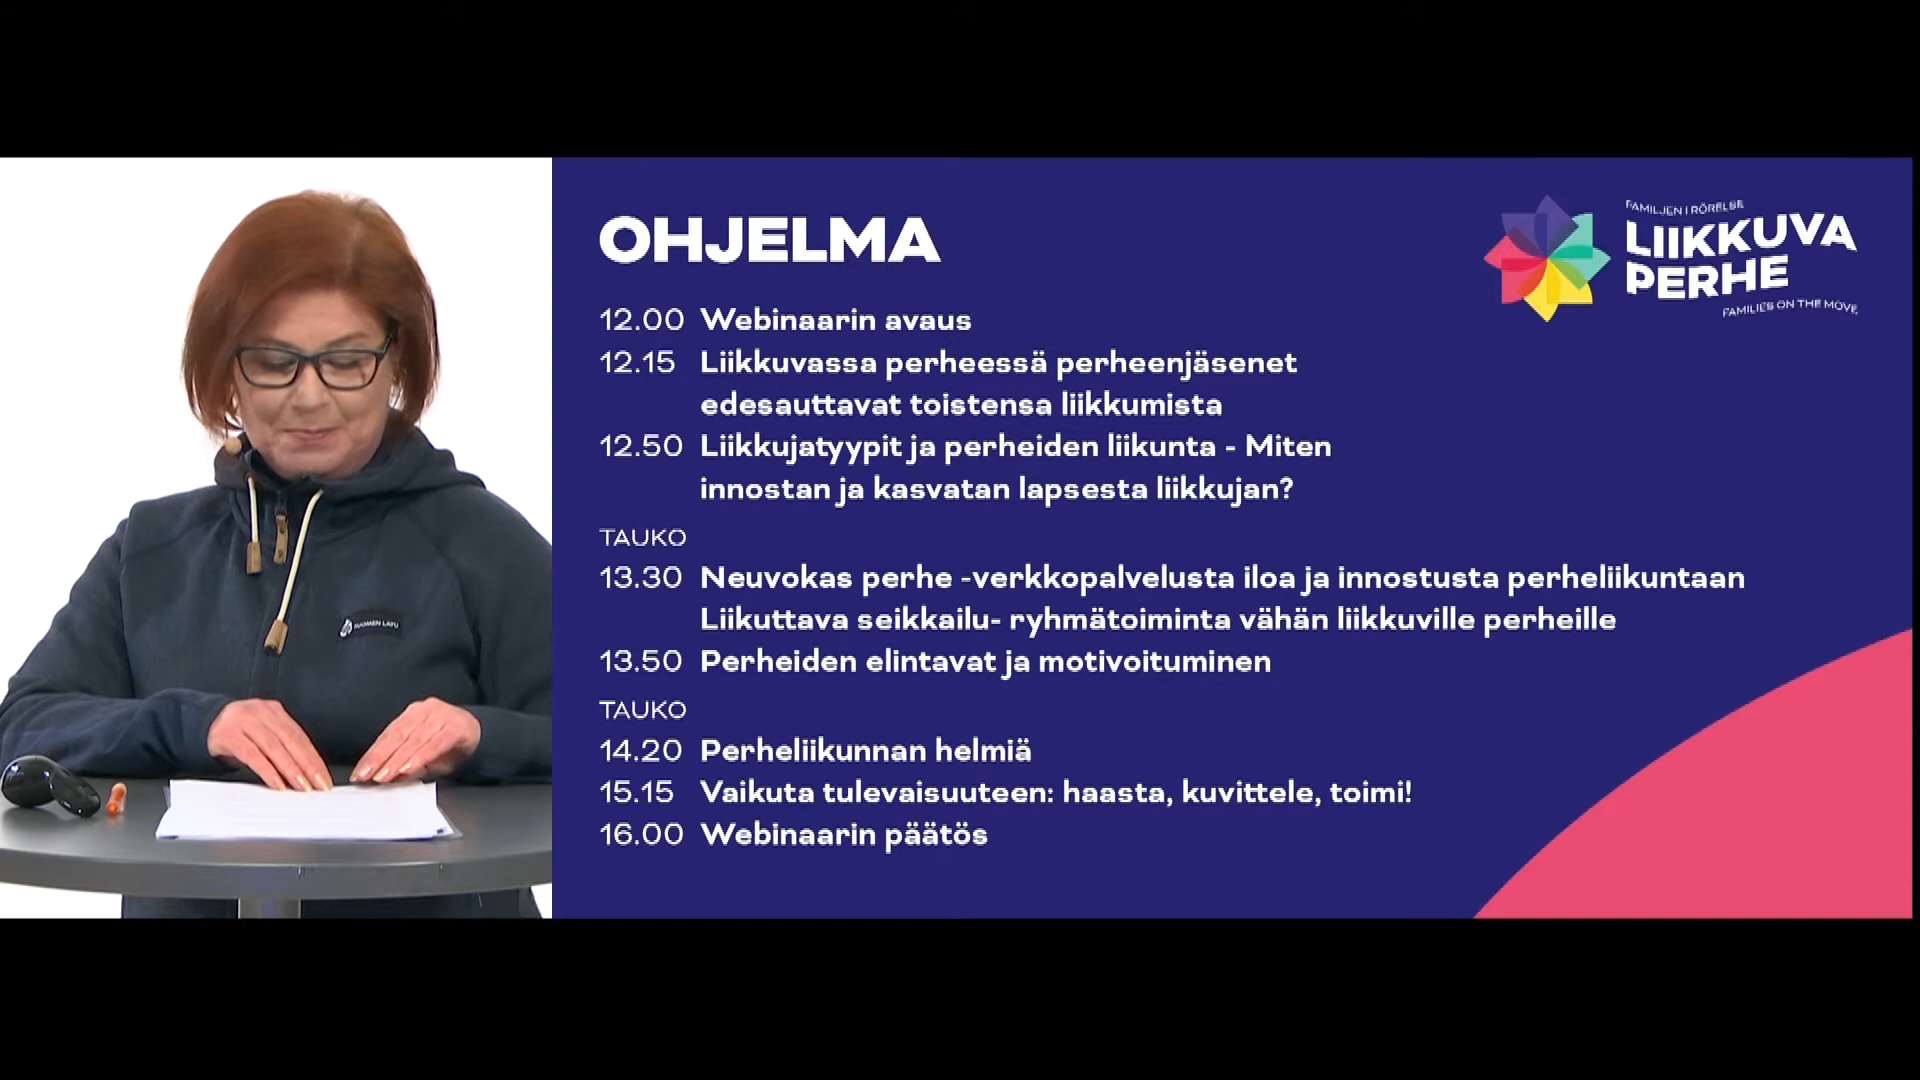 OHJELMA
12.00 Webinaarin avaus
12.15 Liikkuvassa perheessä perheenjäsenet
edesauttavat toistensa liikkumista
12.50 Liikkujatyypit ja perheiden liikunta - Miten
innostan ja kasvatan lapsesta liikkujan?
TAUKO
13.30 Neuvokas perhe -verkkopalvelusta iloa ja innostusta perheliikuntaan
Liikuttava seikkailu- ryhmätoiminta vähän liikkuville perheille
13.50 Perheiden elintavat ja motivoituminen
TAUKO
14.20 Perheliikunnan helmiä
15.15 Vaikuta tulevaisuuteen: haasta, kuvittele, toimi!
16.00 Webinaarin päätös
FAMILJEN I RÖRELSE
LIIKKUVA
PERHE
FAMILIES ON THE MOVE
SUOMEN LATU